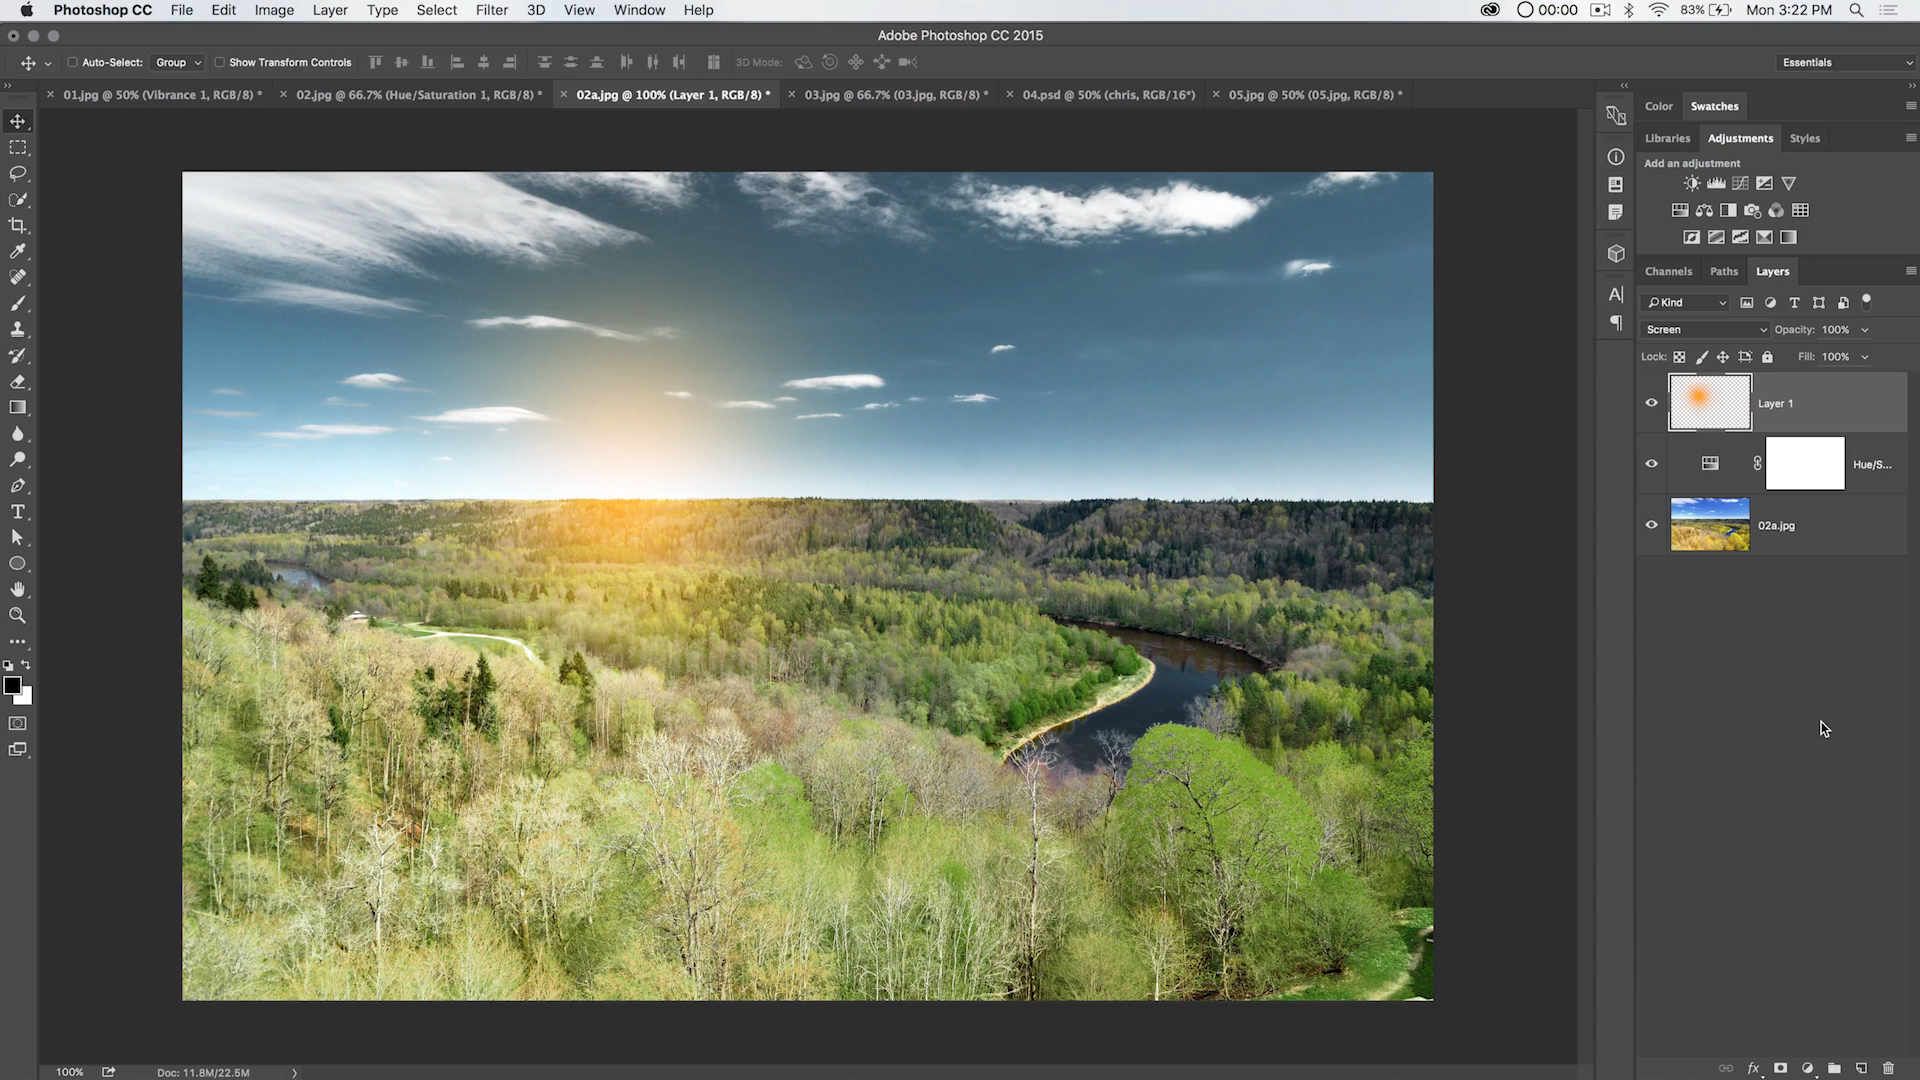 Photoshop CC File Edit Image Layer Type Select Filter 3D View Window Help 00:00 83% Mon 3:22 PM
Adobe Photoshop CC 2015
Auto-Select: Group Show Transform Controls 3D Mode: Essentials
01.jpg @ 50% (Vibrance 1, RGB/8) * 02.jpg @ 66.7% (Hue/Saturation 1, RGB/8) * 02a.jpg @ 100% (Layer 1, RGB/8) * 03.jpg @ 66.7% (03.jpg, RGB/8) * 04.psd @ 50% (chris, RGB/16*) 05.jpg @ 50% (05.jpg, RGB/8) *
Color Swatches
Libraries Adjustments Styles
Add an adjustment
Channels Paths Layers
Kind
Screen Opacity: 100%
Lock: Fill: 100%
Layer 1
Hue/S...
02a.jpg
100% Doc: 11.8M/22.5M
fx